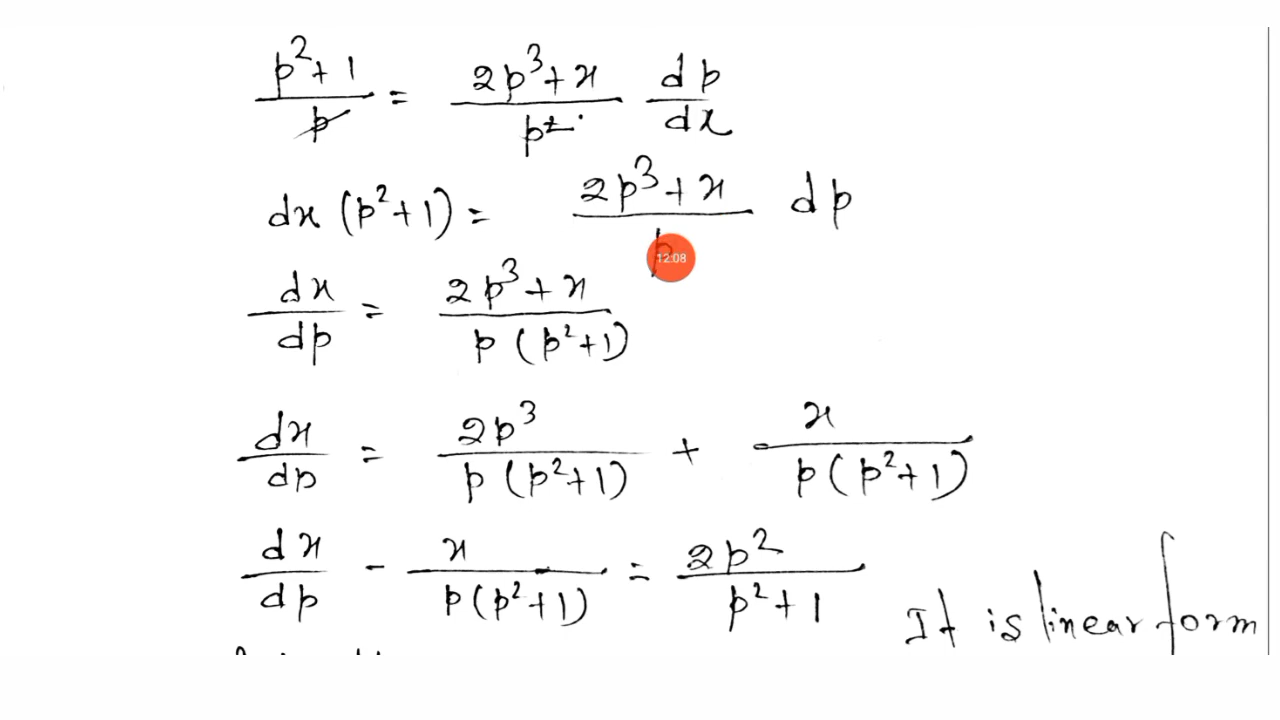 (p²+1)/p = (2p³+x)/p² dp/dx
dx (p²+1) = (2p³+x)/p dp
12:08
dx/dp = (2p³+x)/(p(p²+1))
dx/dp = 2p³/(p(p²+1)) + x/(p(p²+1))
dx/dp - x/(p(p²+1)) = 2p²/(p²+1) It is linear form